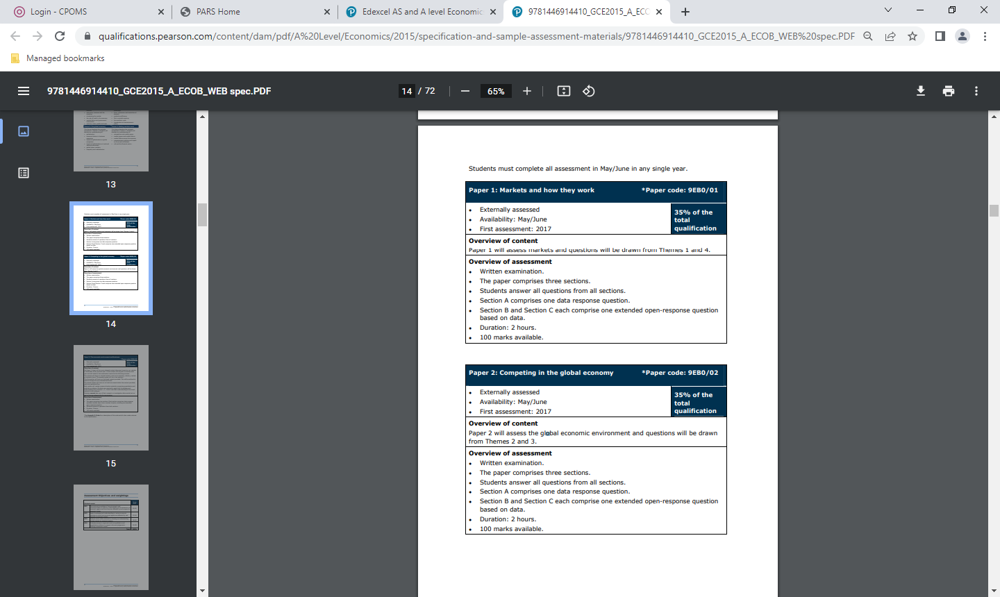 Login - CPOMS
PARS Home
Edexcel AS and A level Economic
9781446914410_GCE2015_A_ECC
qualifications.pearson.com/content/dam/pdf/A%20Level/Economics/2015/specification-and-sample-assessment-materials/9781446914410_GCE2015_A_ECOB_WEB%20spec.PDF
Managed bookmarks
9781446914410_GCE2015_A_ECOB_WEB spec.PDF
14 / 72
65%
13
14
15
Students must complete all assessment in May/June in any single year.
Paper 1: Markets and how they work *Paper code: 9EB0/01
• Externally assessed
• Availability: May/June
• First assessment: 2017
35% of the
total
qualification
Overview of content
Paper 1 will assess markets and questions will be drawn from Themes 1 and 4.
Overview of assessment
• Written examination.
• The paper comprises three sections.
• Students answer all questions from all sections.
• Section A comprises one data response question.
• Section B and Section C each comprise one extended open-response question
based on data.
• Duration: 2 hours.
• 100 marks available.
Paper 2: Competing in the global economy *Paper code: 9EB0/02
• Externally assessed
• Availability: May/June
• First assessment: 2017
35% of the
total
qualification
Overview of content
Paper 2 will assess the global economic environment and questions will be drawn
from Themes 2 and 3.
Overview of assessment
• Written examination.
• The paper comprises three sections.
• Students answer all questions from all sections.
• Section A comprises one data response question.
• Section B and Section C each comprise one extended open-response question
based on data.
• Duration: 2 hours.
• 100 marks available.